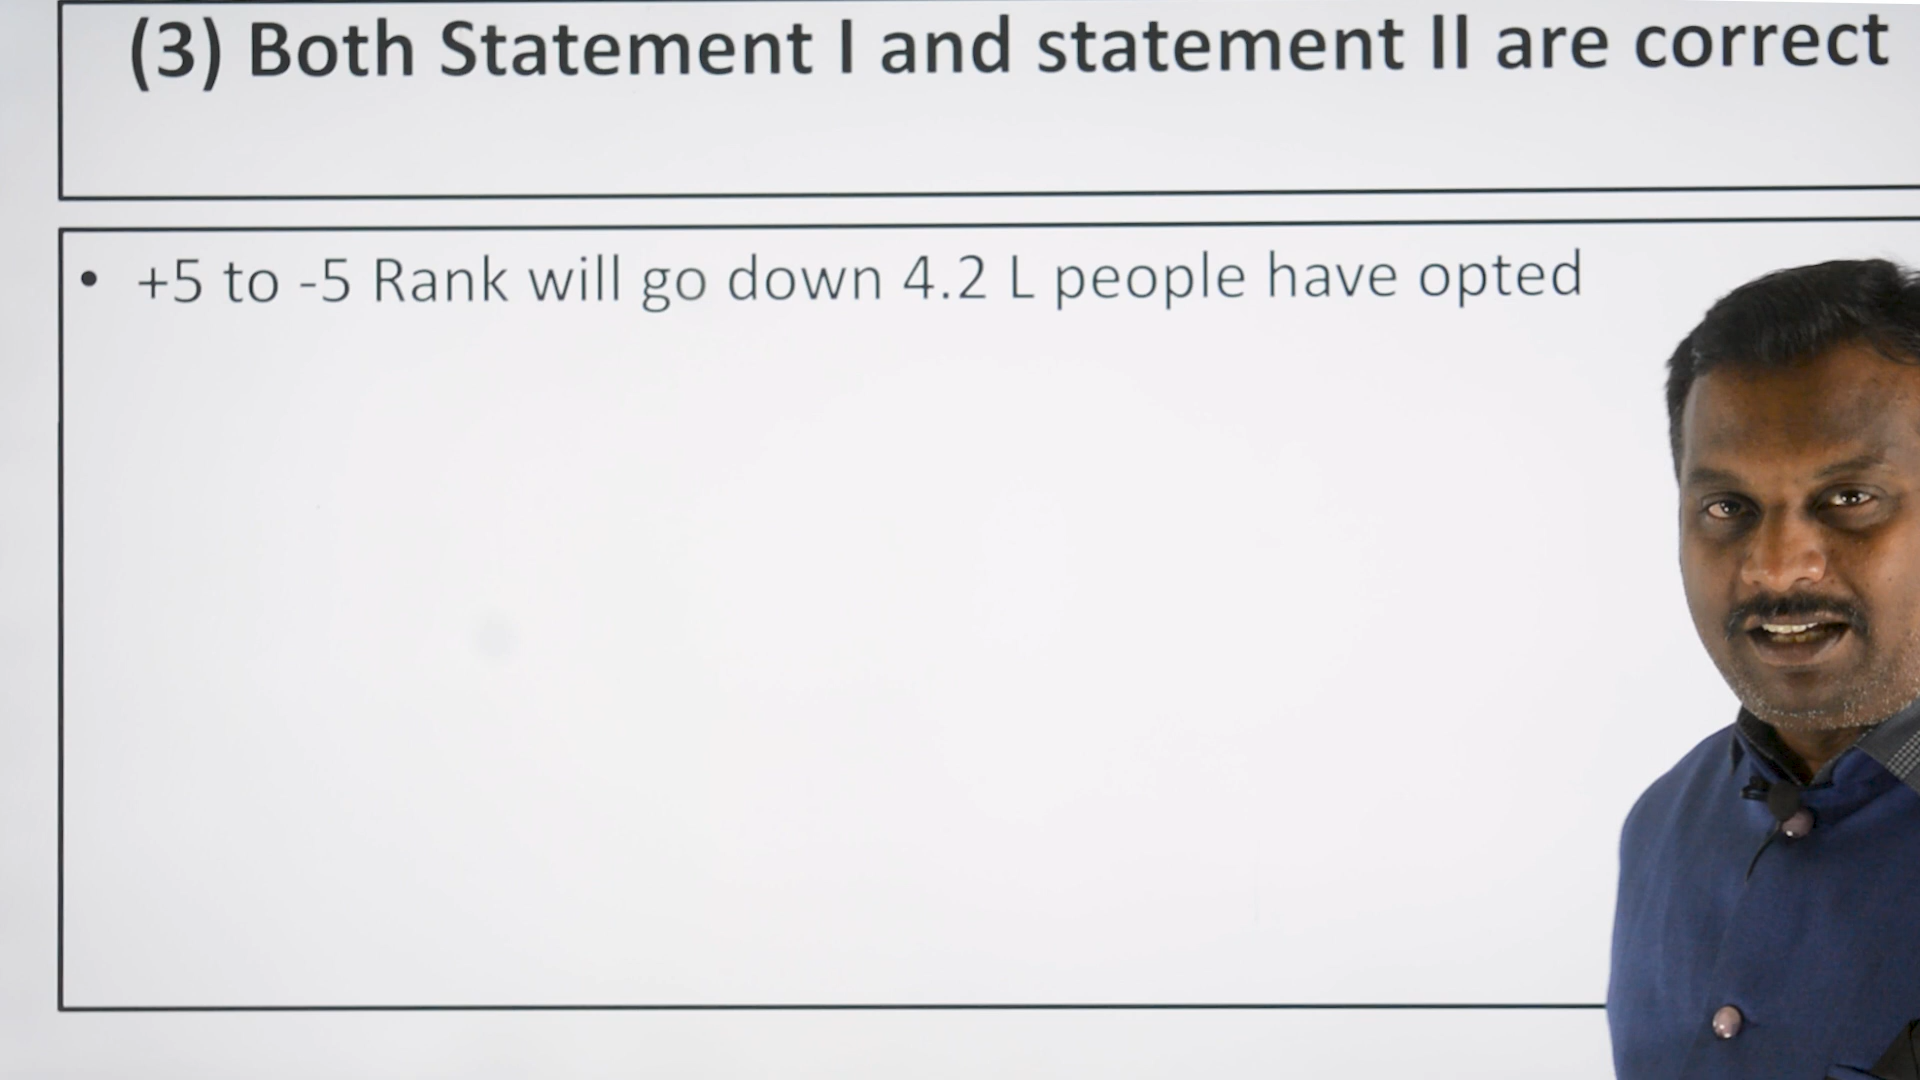 (3) Both Statement I and statement II are correct
• +5 to -5 Rank will go down 4.2 L people have opted